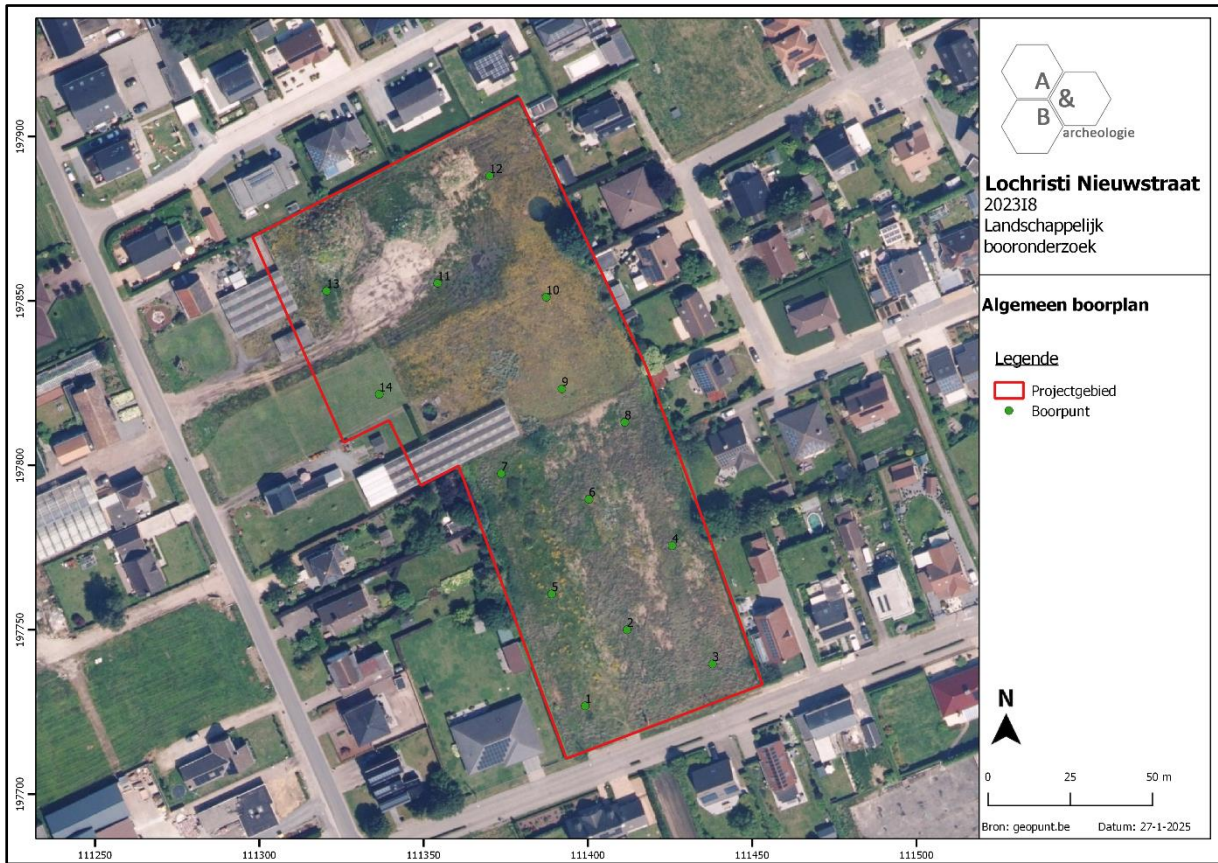 A
&
B
archeologie
Lochristi Nieuwstraat
2023I8
Landschappelijk
booronderzoek
Algemeen boorplan
Legende
Projectgebied
Boorpunt
N
0 25 50 m
Bron: geopunt.be Datum: 27-1-2025
197900
197850
197800
197750
197700
111250 111300 111350 111400 111450 111500
12
13
11
10
14
9
8
7
6
4
5
2
3
1